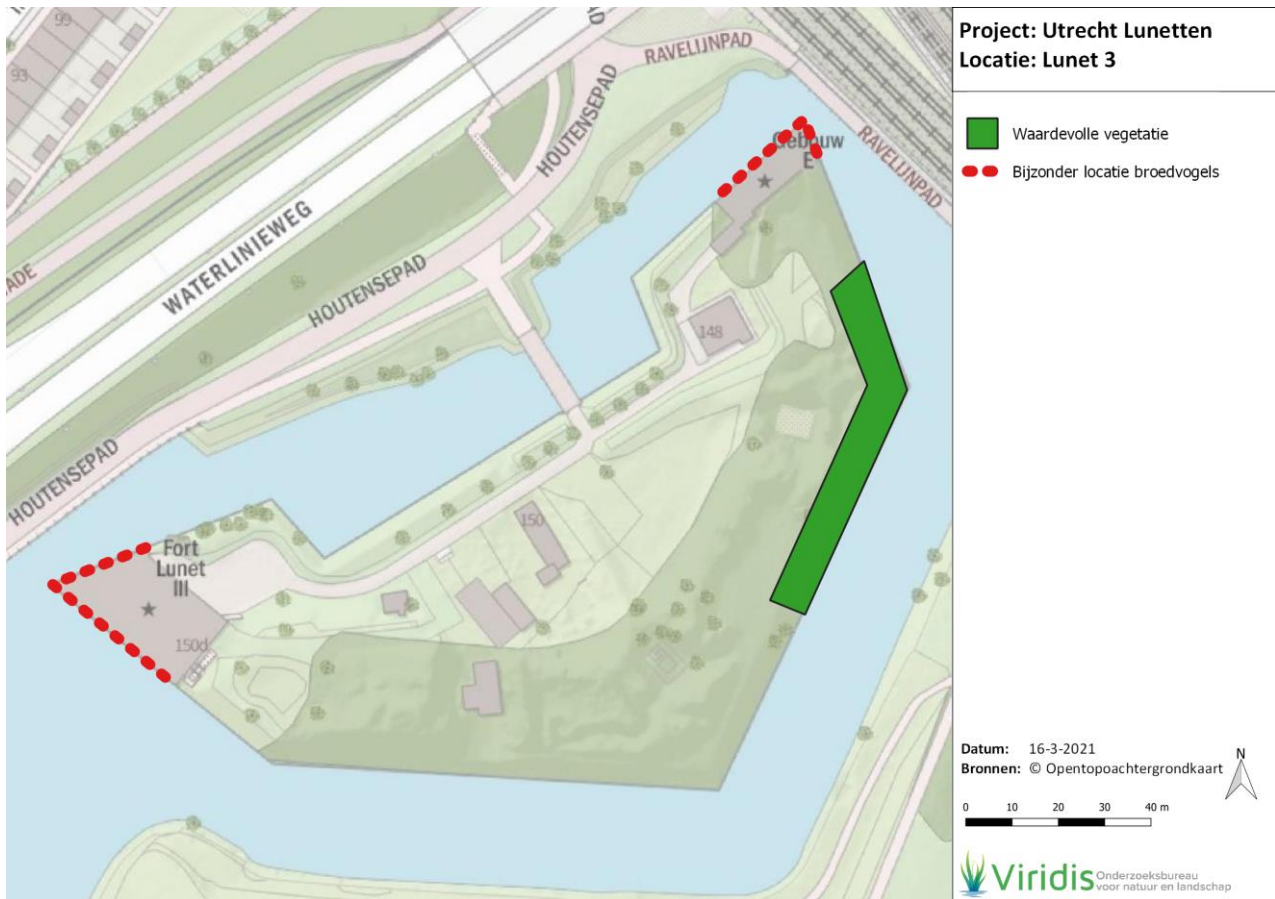 99
93
RAVELIJNPAD
HOUTENSEPAD
RAVELIJNPAD
Gebouw
E
WATERLINIEWEG
HOUTENSEPAD
148
HOUTENSEPAD
150
Fort
Lunet
III
150d
Project: Utrecht Lunetten
Locatie: Lunet 3
Waardevolle vegetatie
Bijzonder locatie broedvogels
Datum: 16-3-2021
Bronnen: © Opentopoachtergrondkaart
N
0 10 20 30 40 m
Viridis Onderzoeksbureau
voor natuur en landschap